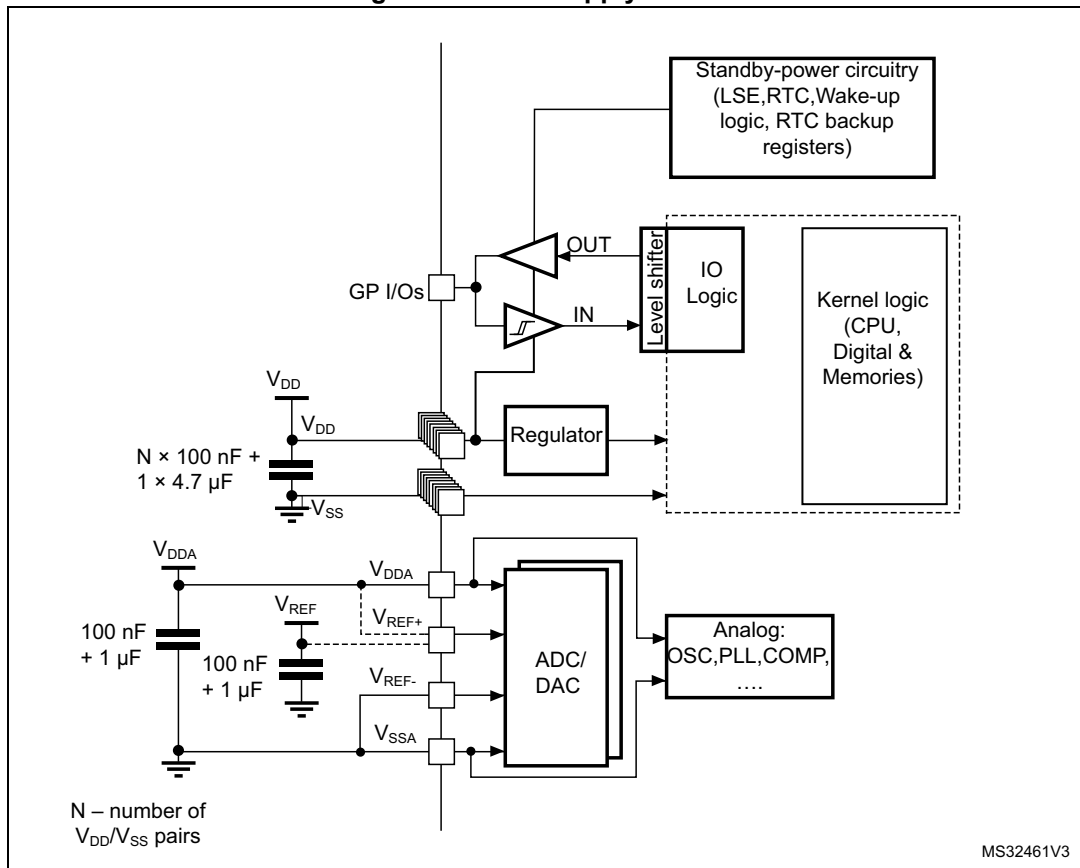 Standby-power circuitry
(LSE,RTC,Wake-up
logic, RTC backup
registers)
OUT
GP I/Os
IN
Level shifter
IO
Logic
Kernel logic
(CPU,
Digital &
Memories)
VDD
VDD
Regulator
N × 100 nF +
1 × 4.7 µF
VSS
VDDA
VDDA
VREF
VREF+
100 nF
+ 1 µF
100 nF
+ 1 µF
VREF-
VSSA
ADC/
DAC
Analog:
OSC,PLL,COMP,
….
N – number of
VDD/VSS pairs
MS32461V3